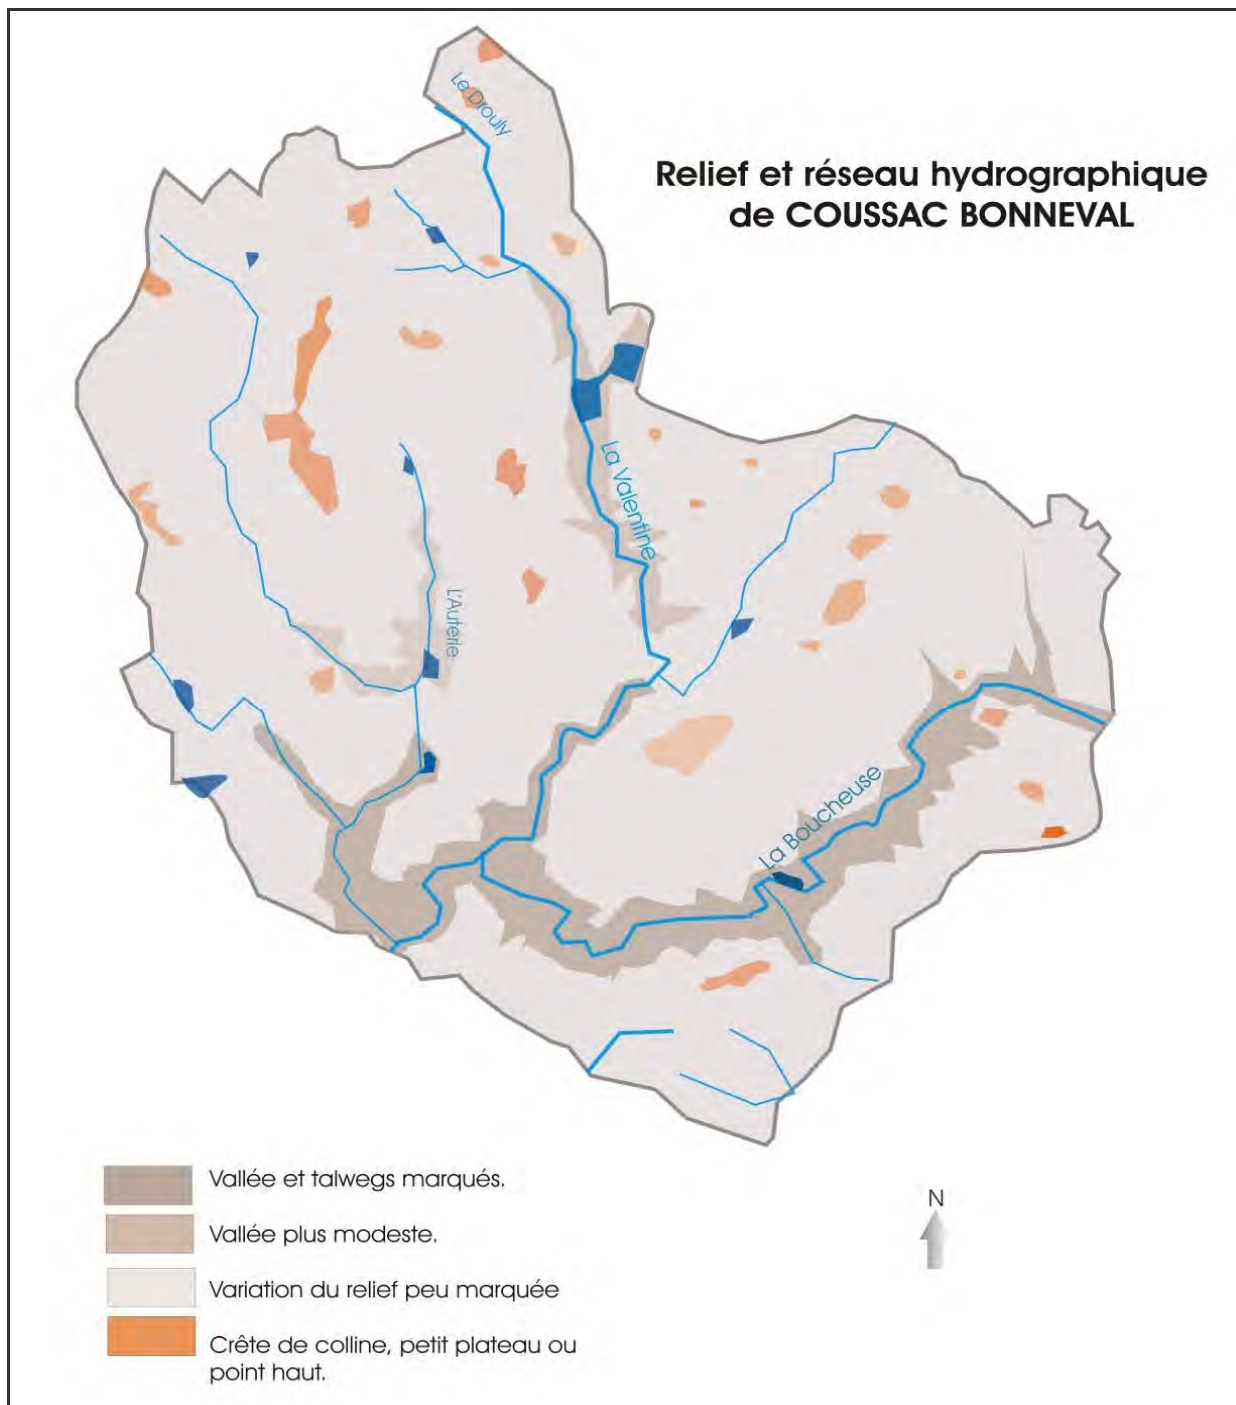 Relief et réseau hydrographique
de COUSSAC BONNEVAL
Le Drouly
La Valentine
L'Auterie
La Boucheuse
Vallée et talwegs marqués.
Vallée plus modeste.
Variation du relief peu marquée
Crête de colline, petit plateau ou
point haut.
N